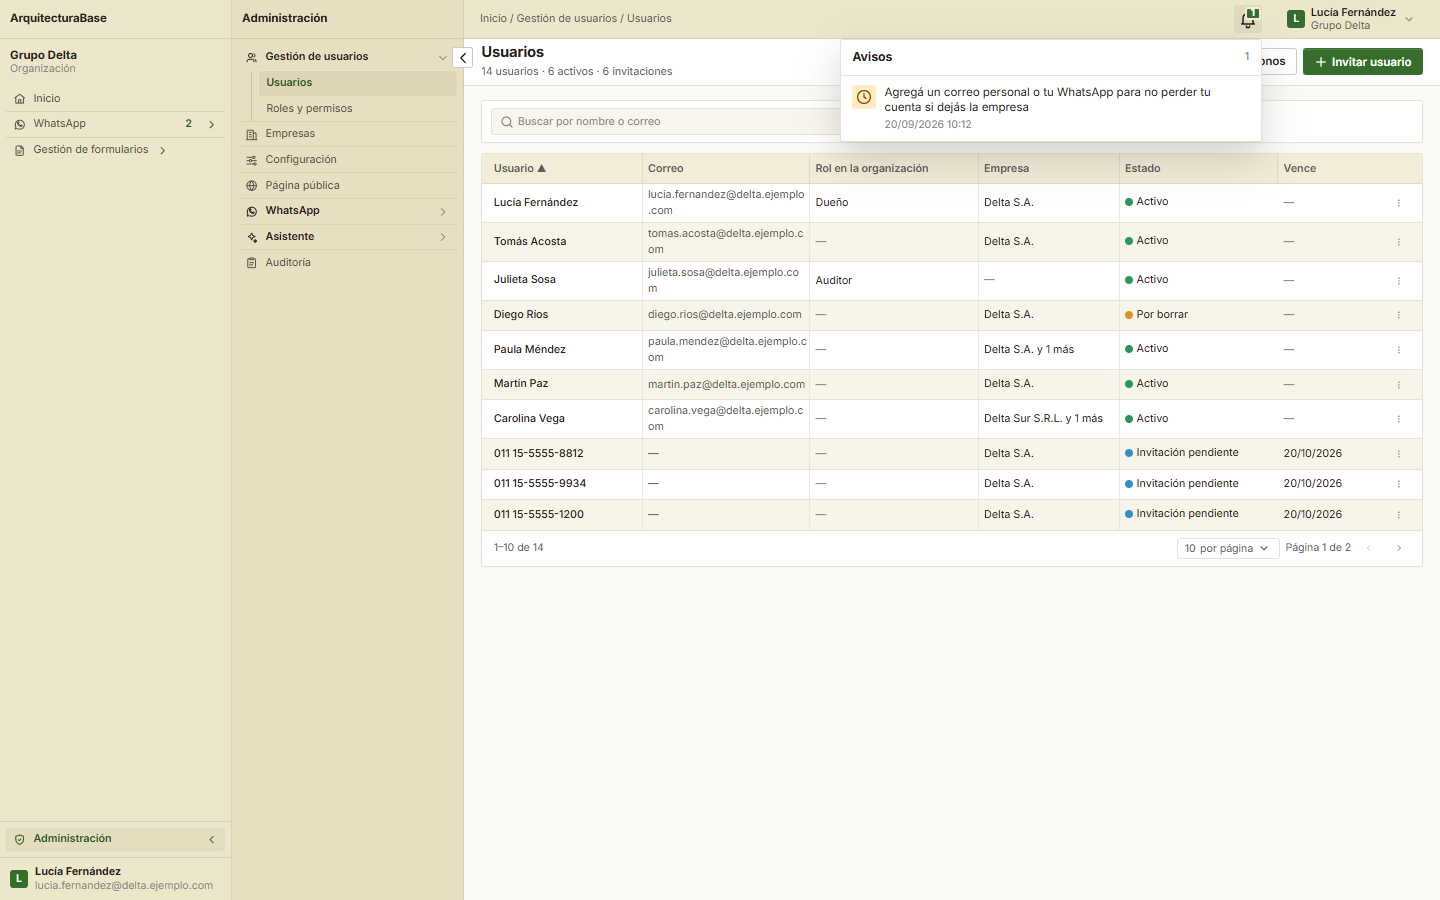 ArquitecturaBase
Grupo Delta
Organización
Inicio
WhatsApp 2
Gestión de formularios
Administración
Lucía Fernández
lucia.fernandez@delta.ejemplo.com
Administración
Gestión de usuarios
Usuarios
Roles y permisos
Empresas
Configuración
Página pública
WhatsApp
Asistente
Auditoría
Inicio / Gestión de usuarios / Usuarios
1
L Lucía Fernández
Grupo Delta
Usuarios
14 usuarios · 6 activos · 6 invitaciones
Invitar usuario
Avisos 1
Agregá un correo personal o tu WhatsApp para no perder tu
cuenta si dejás la empresa
20/09/2026 10:12
Buscar por nombre o correo
Usuario ▲ Correo Rol en la organización Empresa Estado Vence
Lucía Fernández lucia.fernandez@delta.ejemplo
.com Dueño Delta S.A. Activo —
Tomás Acosta tomas.acosta@delta.ejemplo.c
om — Delta S.A. Activo —
Julieta Sosa julieta.sosa@delta.ejemplo.co
m Auditor — Activo —
Diego Ríos diego.rios@delta.ejemplo.com — Delta S.A. Por borrar —
Paula Méndez paula.mendez@delta.ejemplo.c
om — Delta S.A. y 1 más Activo —
Martín Paz martin.paz@delta.ejemplo.com — Delta S.A. Activo —
Carolina Vega carolina.vega@delta.ejemplo.c
om — Delta Sur S.R.L. y 1 más Activo —
011 15-5555-8812 — — Delta S.A. Invitación pendiente 20/10/2026
011 15-5555-9934 — — Delta S.A. Invitación pendiente 20/10/2026
011 15-5555-1200 — — Delta S.A. Invitación pendiente 20/10/2026
1–10 de 14 10 por página Página 1 de 2